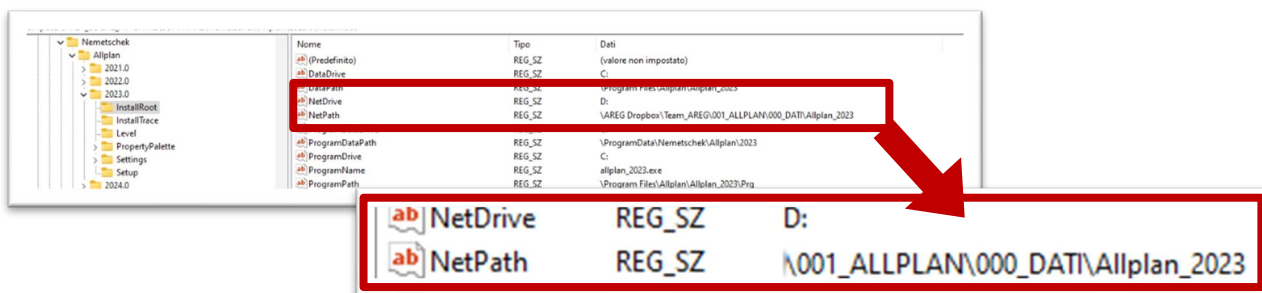 Nemetschek
Allplan
2021.0
2022.0
2023.0
InstallRoot
InstallTrace
Level
PropertyPalette
Settings
Setup
2024.0
Nome Tipo Dati
(Predefinito) REG_SZ (valore non impostato)
DataDrive REG_SZ C:
DataPath REG_SZ \Program Files\Allplan\Allplan_2023
NetDrive REG_SZ D:
NetPath REG_SZ \AREG Dropbox\Team_AREG\001_ALLPLAN\000_DATI\Allplan_2023
ProgramDataPath REG_SZ \ProgramData\Nemetschek\Allplan\2023
ProgramDrive REG_SZ C:
ProgramName REG_SZ allplan_2023.exe
ProgramPath REG_SZ \Program Files\Allplan\Allplan_2023\Prg
ab NetDrive REG_SZ D:
ab NetPath REG_SZ \001_ALLPLAN\000_DATI\Allplan_2023